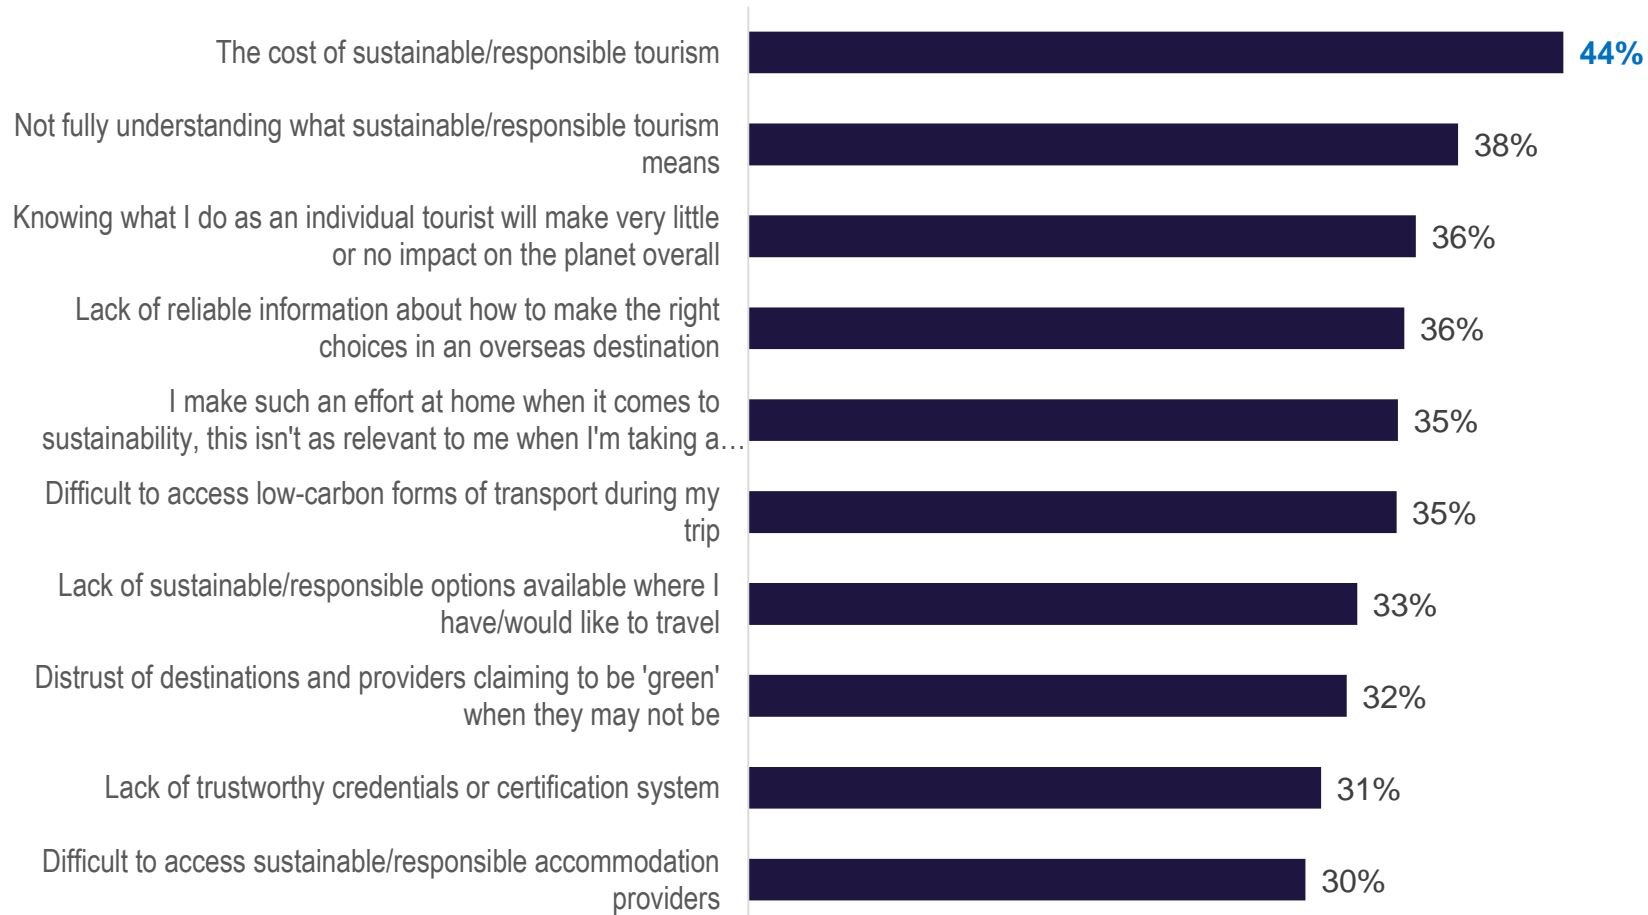 The cost of sustainable/responsible tourism
44%
Not fully understanding what sustainable/responsible tourism
means
38%
Knowing what I do as an individual tourist will make very little
or no impact on the planet overall
36%
Lack of reliable information about how to make the right
choices in an overseas destination
36%
I make such an effort at home when it comes to
sustainability, this isn't as relevant to me when I'm taking a…
35%
Difficult to access low-carbon forms of transport during my
trip
35%
Lack of sustainable/responsible options available where I
have/would like to travel
33%
Distrust of destinations and providers claiming to be 'green'
when they may not be
32%
Lack of trustworthy credentials or certification system
31%
Difficult to access sustainable/responsible accommodation
providers
30%